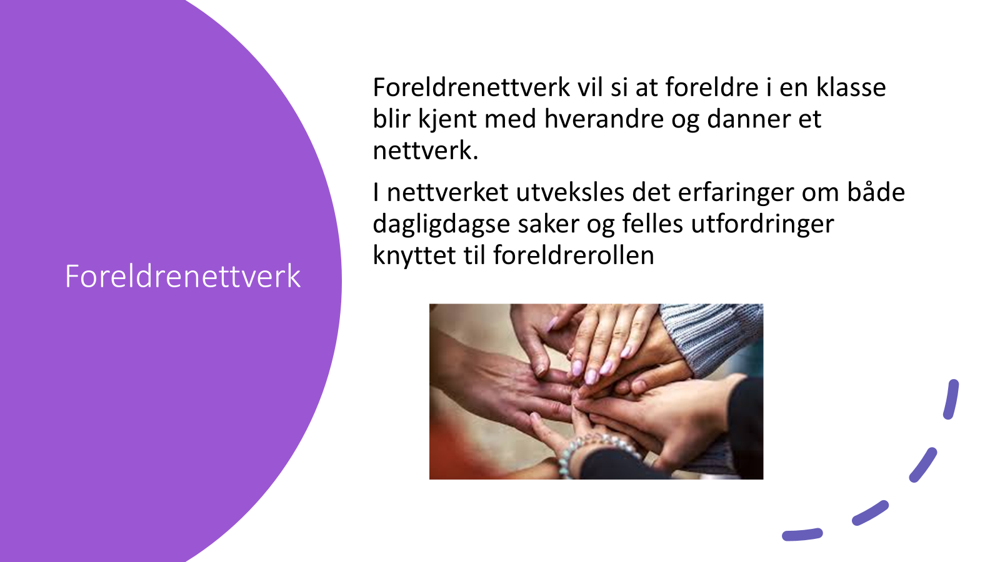 Foreldrenettverk
Foreldrenettverk vil si at foreldre i en klasse
blir kjent med hverandre og danner et
nettverk.
I nettverket utveksles det erfaringer om både
dagligdagse saker og felles utfordringer
knyttet til foreldrerollen